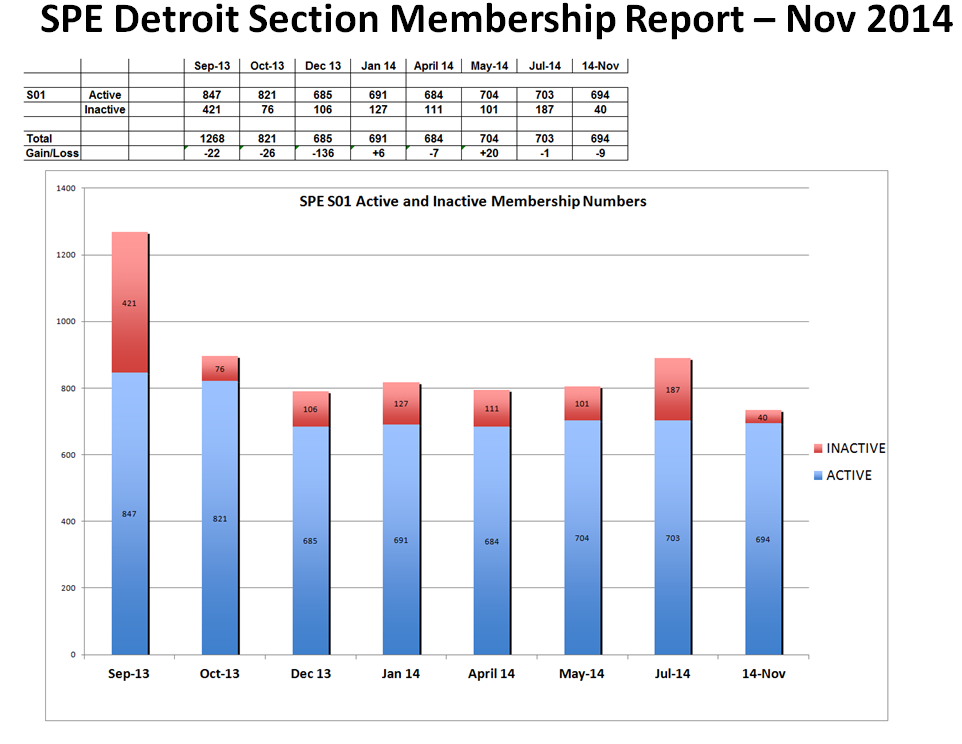 SPE Detroit Section Membership Report – Nov 2014
Sep-13 Oct-13 Dec 13 Jan 14 April 14 May-14 Jul-14 14-Nov
S01 Active 847 821 685 691 684 704 703 694
Inactive 421 76 106 127 111 101 187 40
Total 1268 821 685 691 684 704 703 694
Gain/Loss -22 -26 -136 +6 -7 +20 -1 -9
SPE S01 Active and Inactive Membership Numbers
1400
1200
1000
800
600
400
200
0
421
76
106
127
111
101
187
40
847
821
685
691
684
704
703
694
INACTIVE
ACTIVE
Sep-13 Oct-13 Dec 13 Jan 14 April 14 May-14 Jul-14 14-Nov